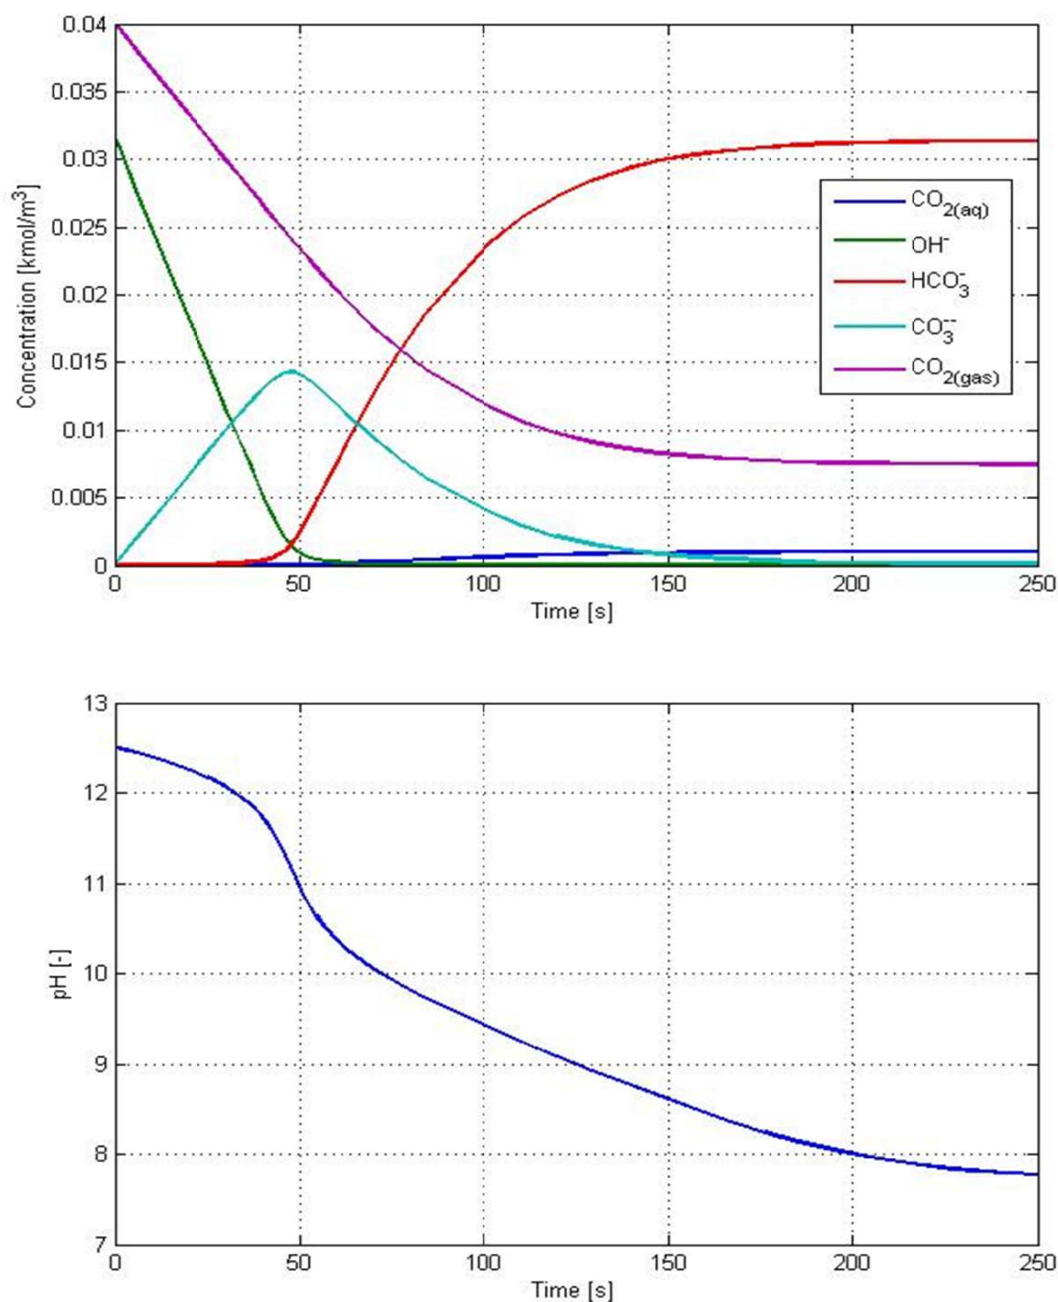 0.04
0.035
0.03
0.025
0.02
0.015
0.01
0.005
0
Concentration [kmol/m³]
CO₂(aq)
OH⁻
HCO₃⁻
CO₃⁻⁻
CO₂(gas)
0 50 100 150 200 250
Time [s]
13
12
11
10
9
8
7
pH [-]
0 50 100 150 200 250
Time [s]